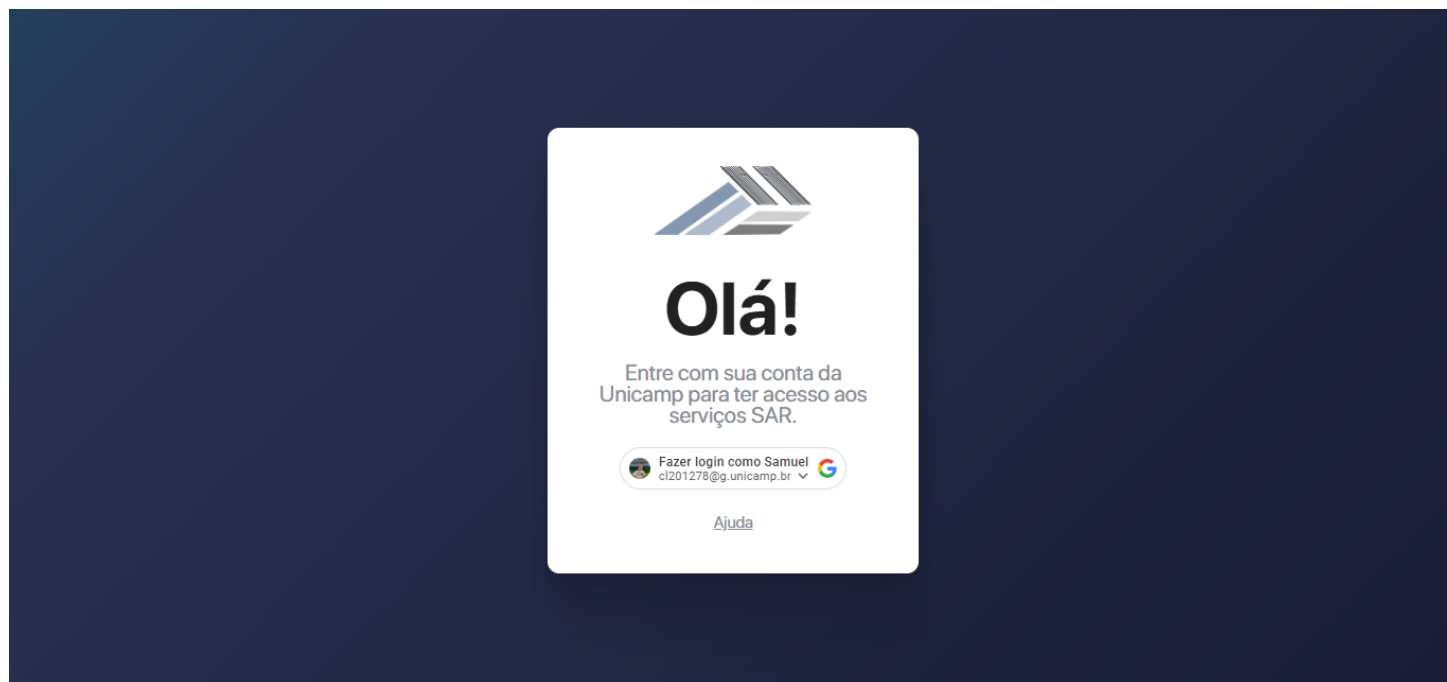 Olá!
Entre com sua conta da
Unicamp para ter acesso aos
serviços SAR.
Fazer login como Samuel
cl201278@g.unicamp.br
Ajuda